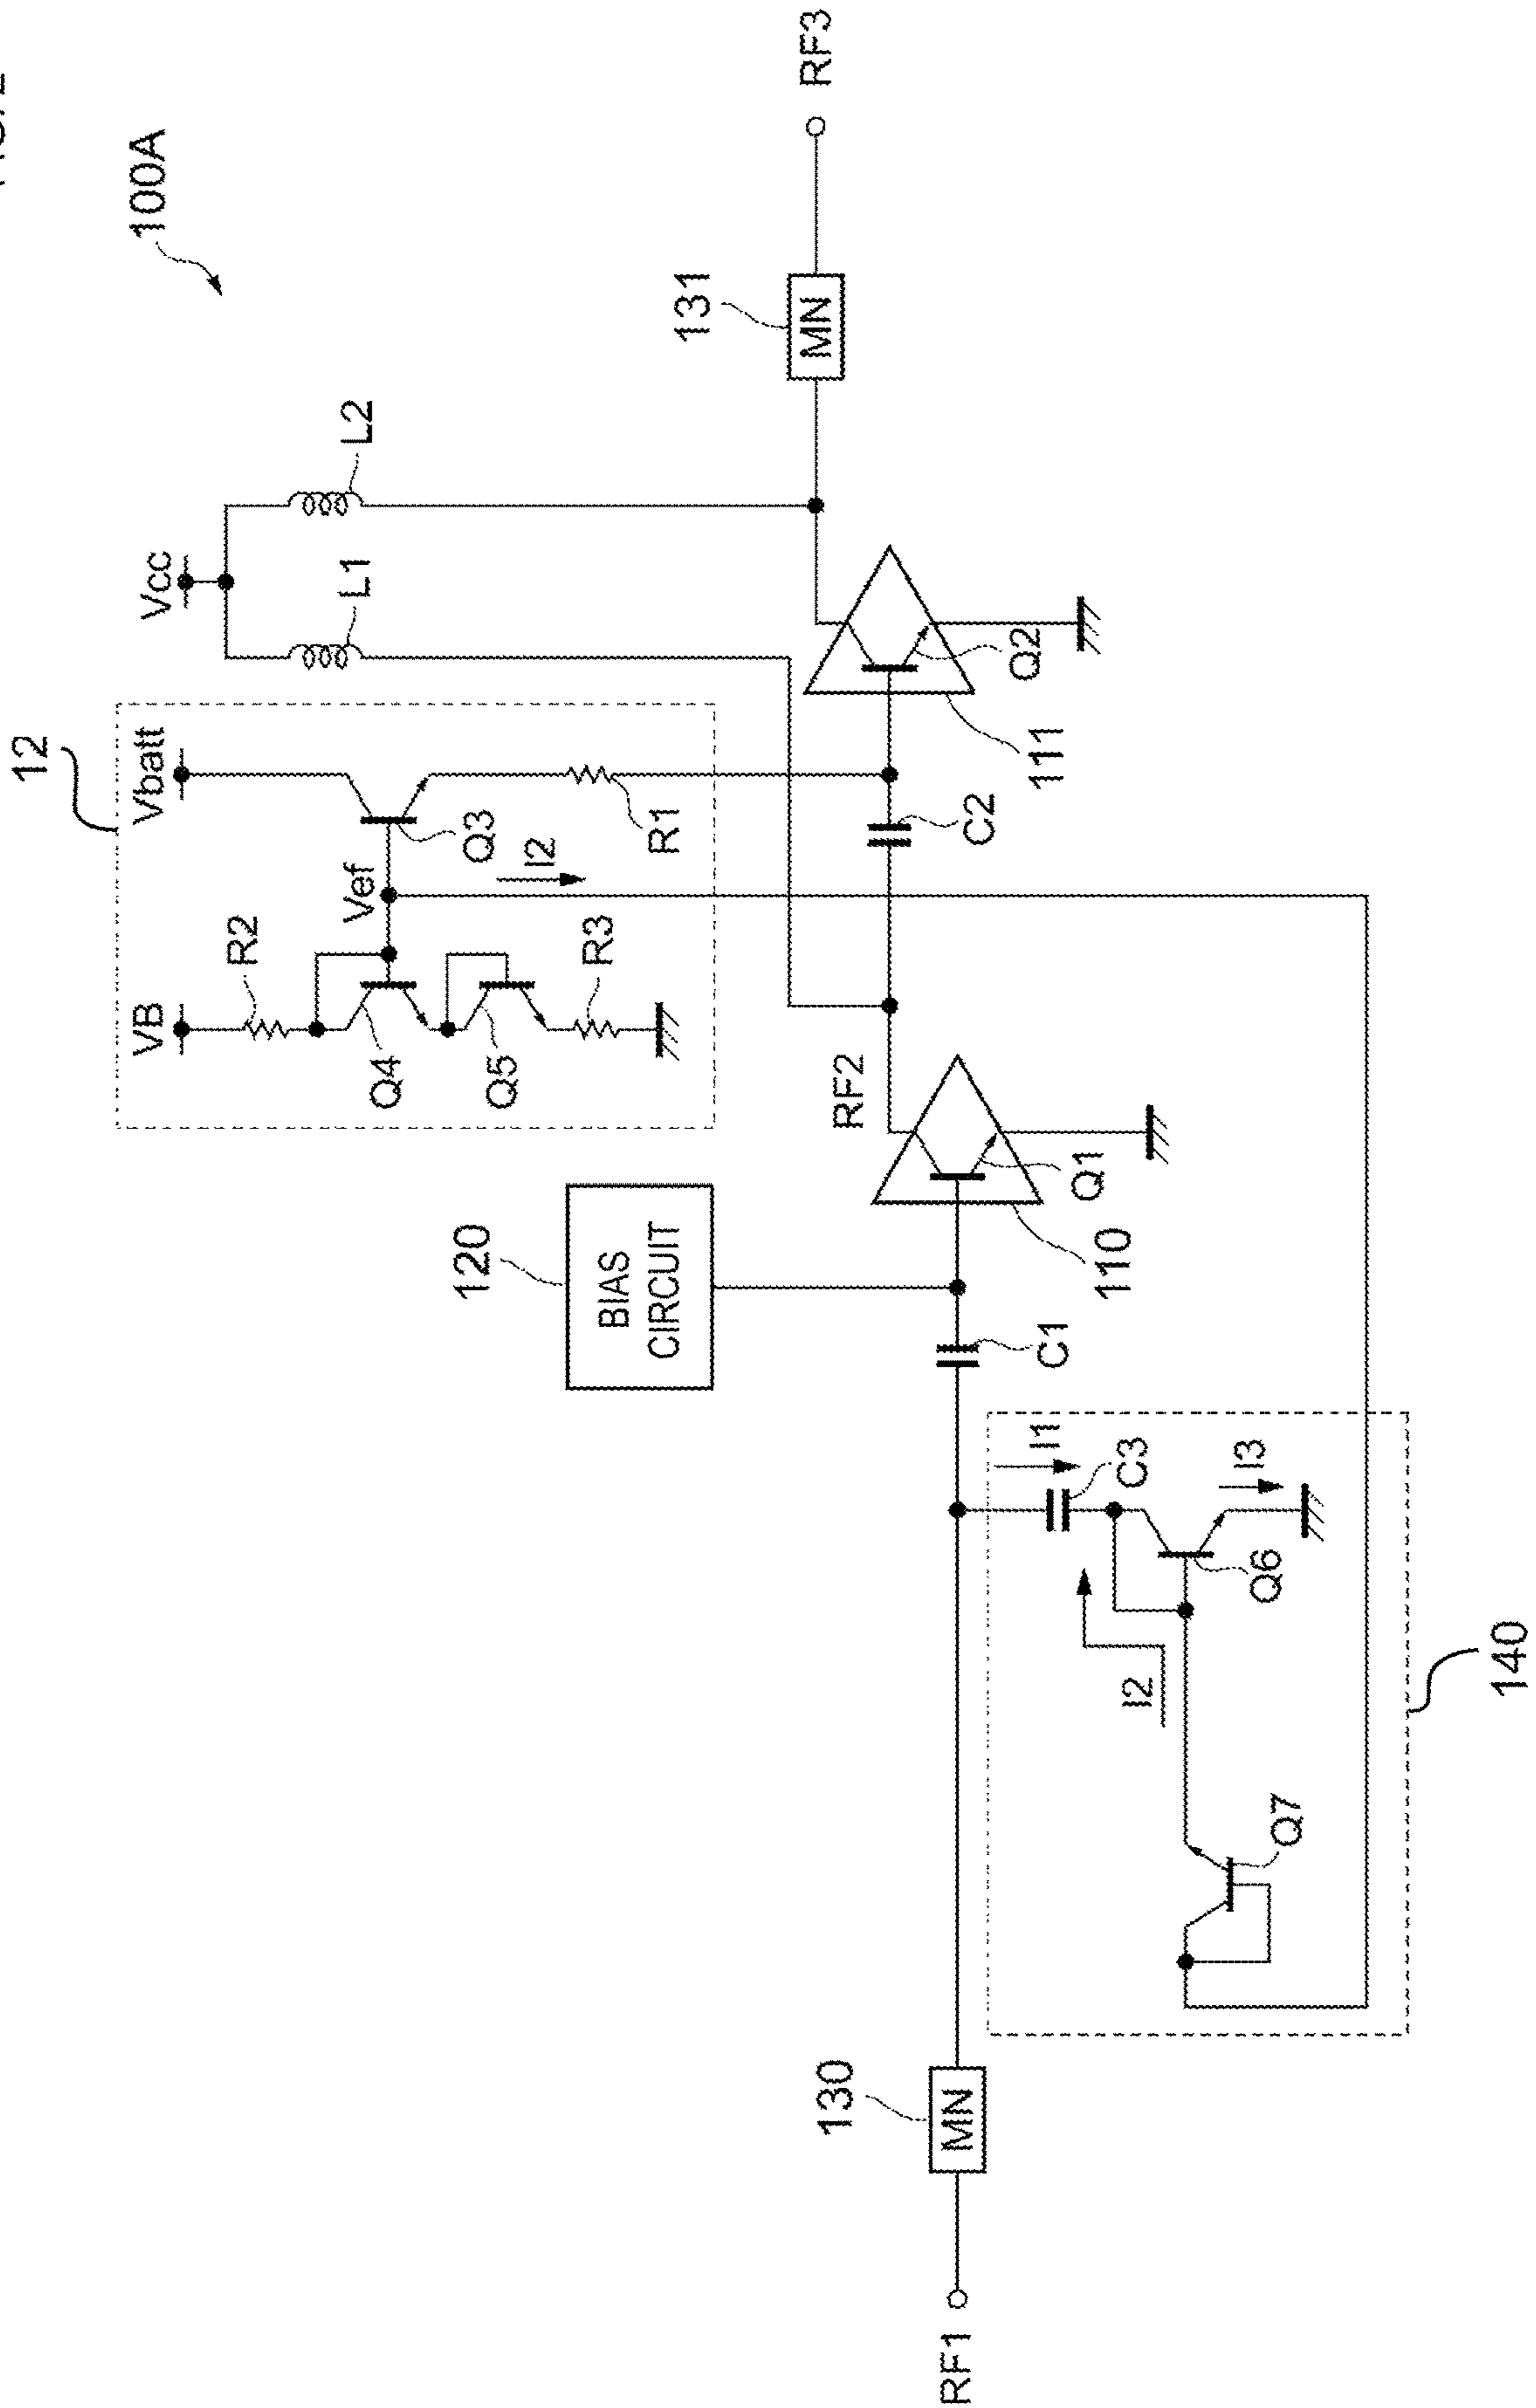 100A
12
VB
Vbatt
Vcc
R2
Vef
L1
L2
Q4
Q3
Q5
I2
R3
R1
131
MN
RF3
120
BIAS
CIRCUIT
RF2
C2
Q2
111
Q1
110
C1
130
MN
RF1
I1
C3
I2
I3
Q6
Q7
140